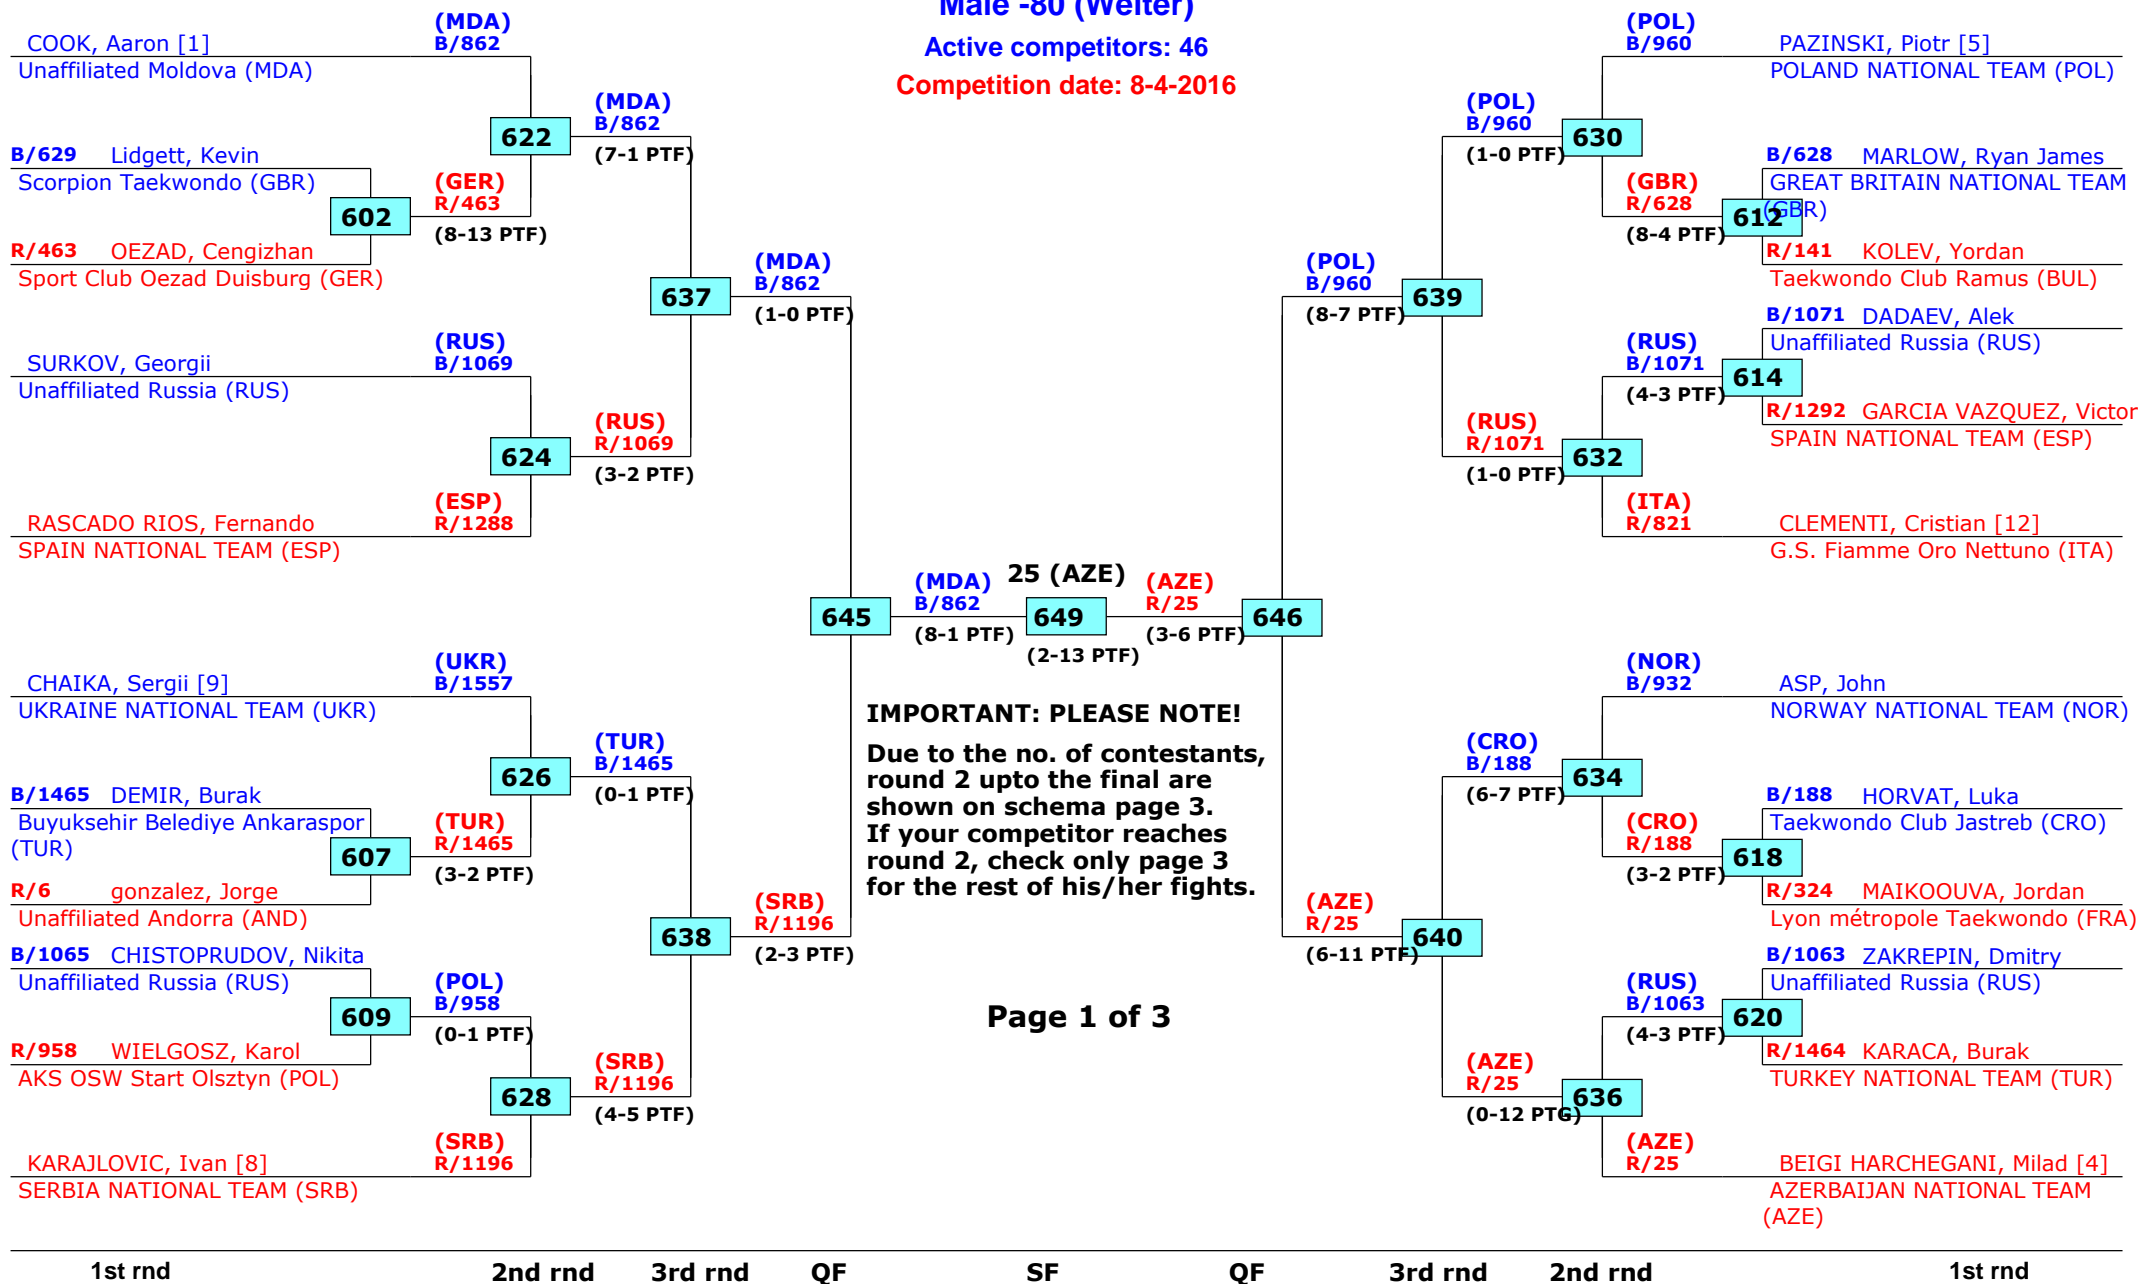 Male -80 (Welter)
Active competitors: 46
Competition date: 8-4-2016
COOK, Aaron [1]
Unaffiliated Moldova (MDA)
(MDA)
B/862
B/629 Lidgett, Kevin
Scorpion Taekwondo (GBR)
602
R/463 OEZAD, Cengizhan
Sport Club Oezad Duisburg (GER)
(GER)
R/463
(8-13 PTF)
622
(MDA)
B/862
(7-1 PTF)
SURKOV, Georgii
Unaffiliated Russia (RUS)
(RUS)
B/1069
624
RASCADO RIOS, Fernando
SPAIN NATIONAL TEAM (ESP)
(ESP)
R/1288
(RUS)
R/1069
(3-2 PTF)
637
(MDA)
B/862
(1-0 PTF)
CHAIKA, Sergii [9]
UKRAINE NATIONAL TEAM (UKR)
(UKR)
B/1557
B/1465 DEMIR, Burak
Buyuksehir Belediye Ankaraspor
(TUR)
607
R/6 gonzalez, Jorge
Unaffiliated Andorra (AND)
(TUR)
R/1465
(3-2 PTF)
626
(TUR)
B/1465
(0-1 PTF)
B/1065 CHISTOPRUDOV, Nikita
Unaffiliated Russia (RUS)
609
R/958 WIELGOSZ, Karol
AKS OSW Start Olsztyn (POL)
(POL)
B/958
(0-1 PTF)
628
KARAJLOVIC, Ivan [8]
SERBIA NATIONAL TEAM (SRB)
(SRB)
R/1196
(SRB)
R/1196
(4-5 PTF)
638
(SRB)
R/1196
(2-3 PTF)
645
(MDA)
B/862
(8-1 PTF)
25 (AZE)
649
(2-13 PTF)
(AZE)
R/25
(3-6 PTF)
646
IMPORTANT: PLEASE NOTE!
Due to the no. of contestants,
round 2 upto the final are
shown on schema page 3.
If your competitor reaches
round 2, check only page 3
for the rest of his/her fights.
Page 1 of 3
(POL)
B/960
PAZINSKI, Piotr [5]
POLAND NATIONAL TEAM (POL)
(POL)
B/960
(1-0 PTF)
630
B/628 MARLOW, Ryan James
GREAT BRITAIN NATIONAL TEAM
(GBR)
(GBR)
R/628
(8-4 PTF)
612
R/141 KOLEV, Yordan
Taekwondo Club Ramus (BUL)
(POL)
B/960
(8-7 PTF)
639
B/1071 DADAEV, Alek
Unaffiliated Russia (RUS)
(RUS)
B/1071
(4-3 PTF)
614
R/1292 GARCIA VAZQUEZ, Victor
SPAIN NATIONAL TEAM (ESP)
(RUS)
R/1071
(1-0 PTF)
632
(ITA)
R/821
CLEMENTI, Cristian [12]
G.S. Fiamme Oro Nettuno (ITA)
(NOR)
B/932
ASP, John
NORWAY NATIONAL TEAM (NOR)
(CRO)
B/188
(6-7 PTF)
634
B/188 HORVAT, Luka
Taekwondo Club Jastreb (CRO)
(CRO)
R/188
(3-2 PTF)
618
R/324 MAIKOOUVA, Jordan
Lyon métropole Taekwondo (FRA)
(AZE)
R/25
(6-11 PTF)
640
B/1063 ZAKREPIN, Dmitry
Unaffiliated Russia (RUS)
(RUS)
B/1063
(4-3 PTF)
620
R/1464 KARACA, Burak
TURKEY NATIONAL TEAM (TUR)
(AZE)
R/25
(0-12 PTG)
636
(AZE)
R/25
BEIGI HARCHEGANI, Milad [4]
AZERBAIJAN NATIONAL TEAM
(AZE)
1st rnd 2nd rnd 3rd rnd QF SF QF 3rd rnd 2nd rnd 1st rnd